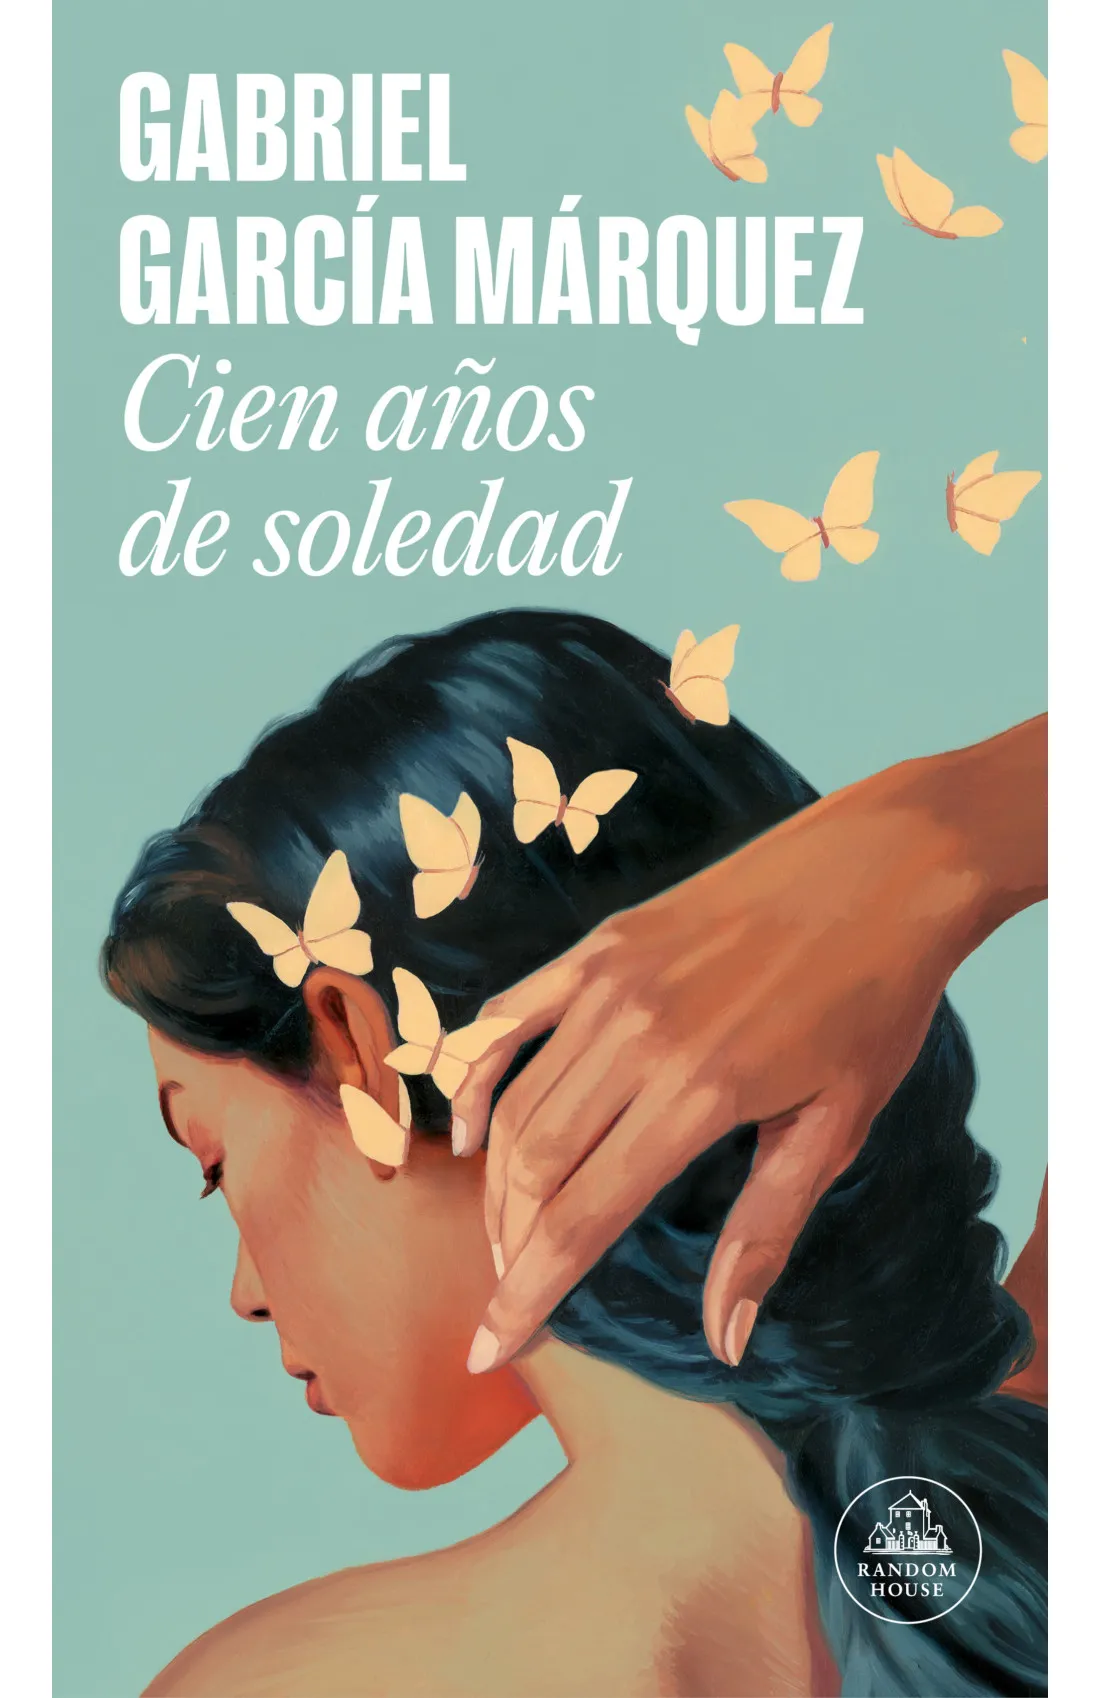 GABRIEL
GARCÍA MÁRQUEZ
Cien años
de soledad
RANDOM
HOUSE